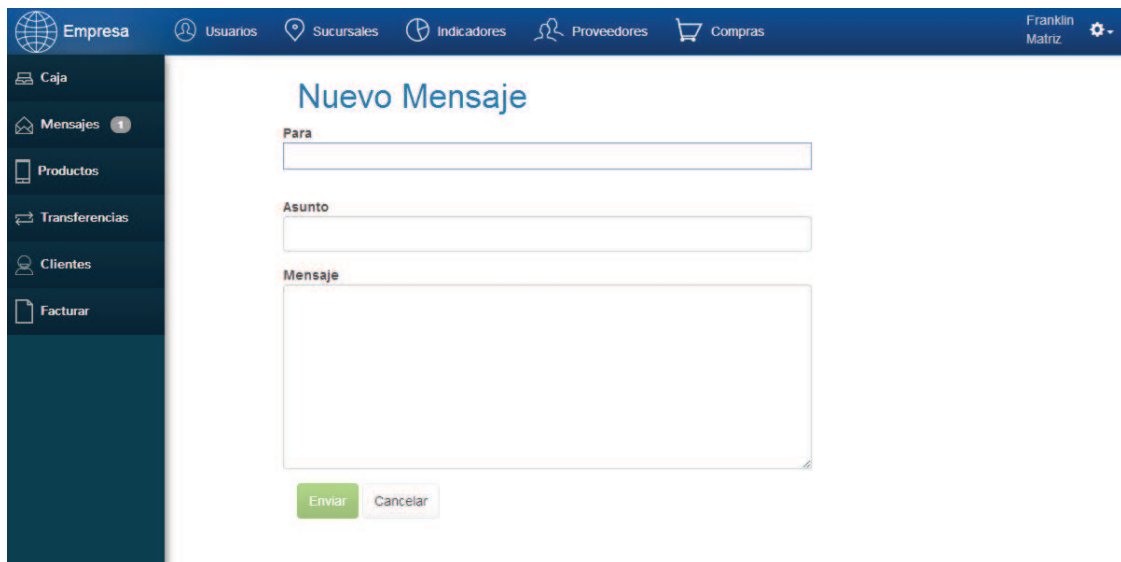 Empresa
Usuarios
Sucursales
Indicadores
Proveedores
Compras
Franklin
Matriz
Caja
Mensajes 1
Productos
Transferencias
Clientes
Facturar
Nuevo Mensaje
Para
Asunto
Mensaje
Enviar
Cancelar